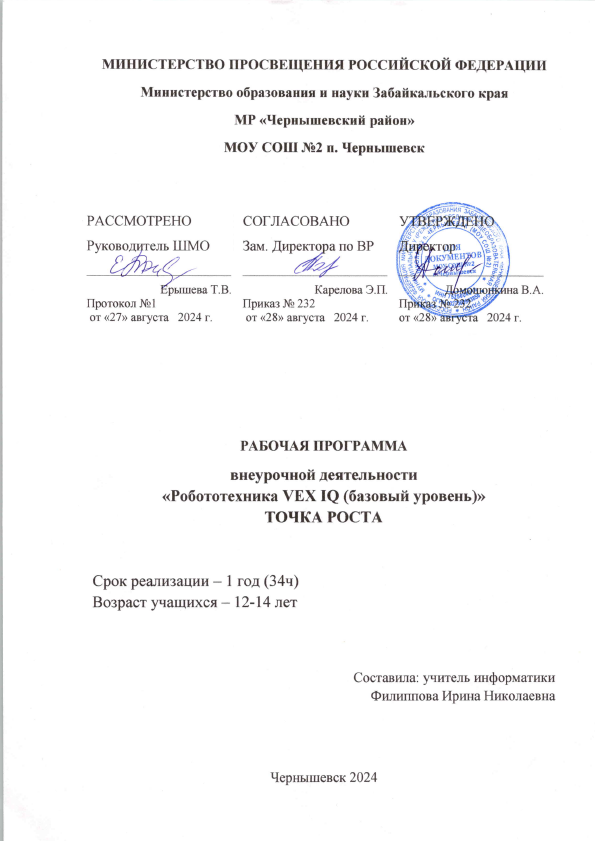 МИНИСТЕРСТВО ПРОСВЕЩЕНИЯ РОССИЙСКОЙ ФЕДЕРАЦИИ
Министерство образования и науки Забайкальского края
МР «Чернышевский район»
МОУ СОШ №2 п. Чернышевск
РАССМОТРЕНО СОГЛАСОВАНО УТВЕРЖДЕНО
Руководитель ШМО Зам. Директора по ВР Директор
ДОКУМЕНТОВ
Ерышева Т.В. Карелова Э.П. Домошонкина В.А.
Протокол №1 Приказ № 232 Приказ № 232
от «27» августа 2024 г. от «28» августа 2024 г. от «28» августа 2024 г.
РАБОЧАЯ ПРОГРАММА
внеурочной деятельности
«Робототехника VEX IQ (базовый уровень)»
ТОЧКА РОСТА
Срок реализации – 1 год (34ч)
Возраст учащихся – 12-14 лет
Составила: учитель информатики
Филиппова Ирина Николаевна
Чернышевск 2024